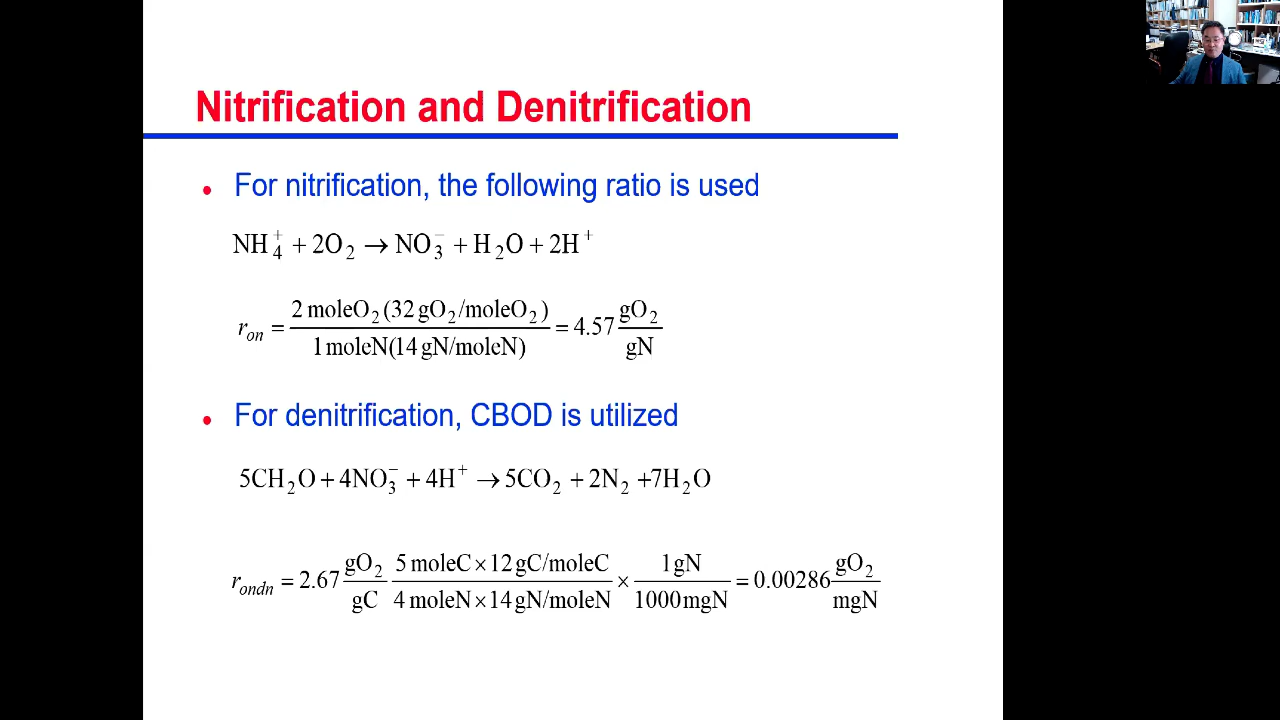 Nitrification and Denitrification
• For nitrification, the following ratio is used
NH₄⁺ + 2O₂ → NO₃⁻ + H₂O + 2H⁺
r_on = 2 moleO₂ (32 gO₂/moleO₂) / 1 moleN(14 gN/moleN) = 4.57 gO₂/gN
• For denitrification, CBOD is utilized
5CH₂O + 4NO₃⁻ + 4H⁺ → 5CO₂ + 2N₂ +7H₂O
r_ondn = 2.67 gO₂/gC 5 moleC × 12 gC/moleC / 4 moleN × 14 gN/moleN × 1 gN/1000 mgN = 0.00286 gO₂/mgN